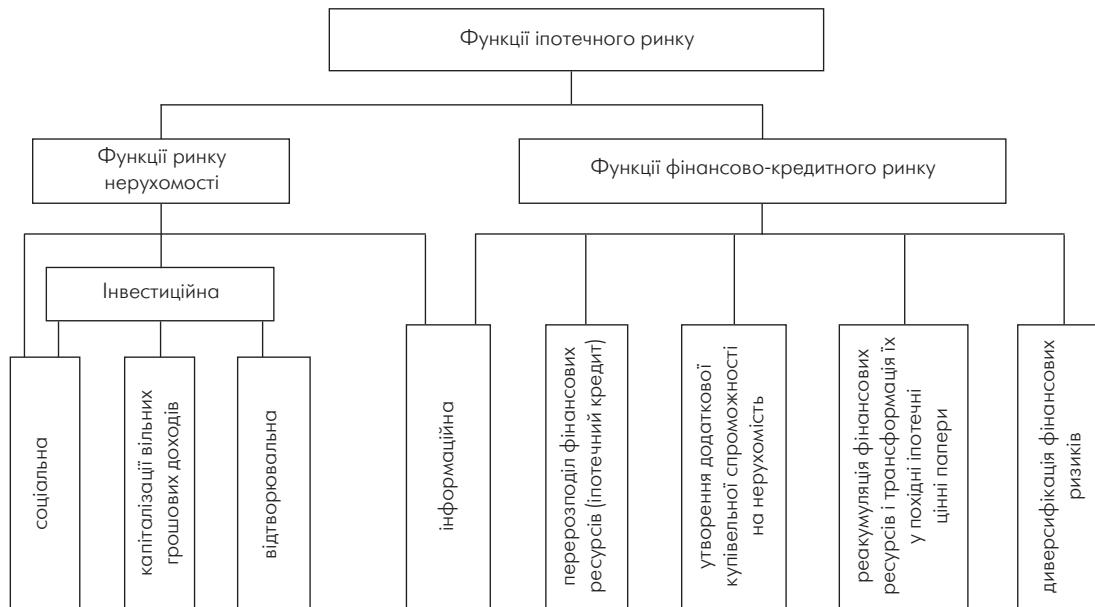 Функції іпотечного ринку
Функції ринку
нерухомості
Функції фінансово-кредитного ринку
Інвестиційна
соціальна
капіталізації вільних
грошових доходів
відтворювальна
інформаційна
перерозподіл фінансових
ресурсів (іпотечний кредит)
утворення додаткової
купівельної спроможності
на нерухомість
реакумуляція фінансових
ресурсів і трансформація їх
у похідні іпотечні
цінні папери
диверсифікація фінансових
ризиків